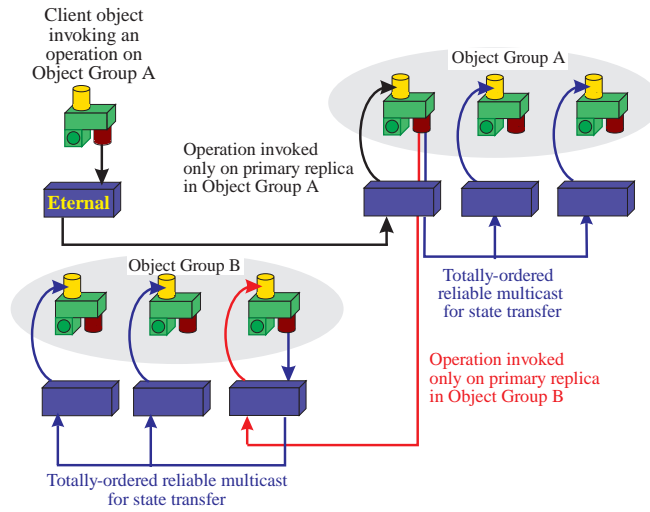 Client object
invoking an
operation on
Object Group A
Object Group A
Operation invoked
only on primary replica
in Object Group A
Eternal
Object Group B
Totally-ordered
reliable multicast
for state transfer
Operation invoked
only on primary replica
in Object Group B
Totally-ordered reliable multicast
for state transfer